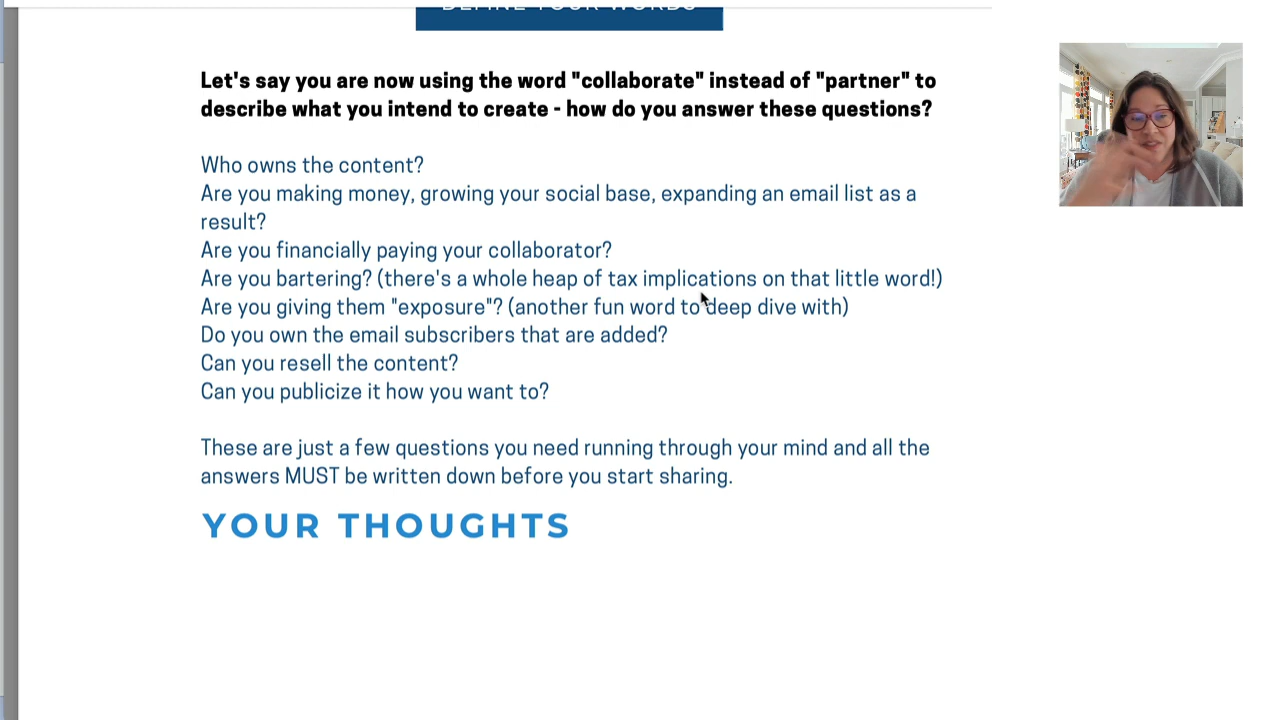 DEFINE YOUR WORDS
Let's say you are now using the word "collaborate" instead of "partner" to
describe what you intend to create - how do you answer these questions?
Who owns the content?
Are you making money, growing your social base, expanding an email list as a
result?
Are you financially paying your collaborator?
Are you bartering? (there's a whole heap of tax implications on that little word!)
Are you giving them "exposure"? (another fun word to deep dive with)
Do you own the email subscribers that are added?
Can you resell the content?
Can you publicize it how you want to?
These are just a few questions you need running through your mind and all the
answers MUST be written down before you start sharing.
YOUR THOUGHTS